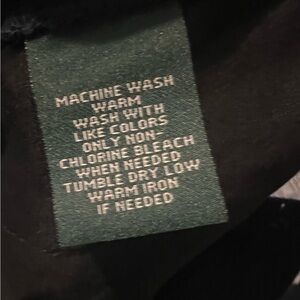 MACHINE WASH
WARM
WASH WITH
LIKE COLORS
ONLY NON-
CHLORINE BLEACH
WHEN NEEDED
TUMBLE DRY LOW
WARM IRON
IF NEEDED